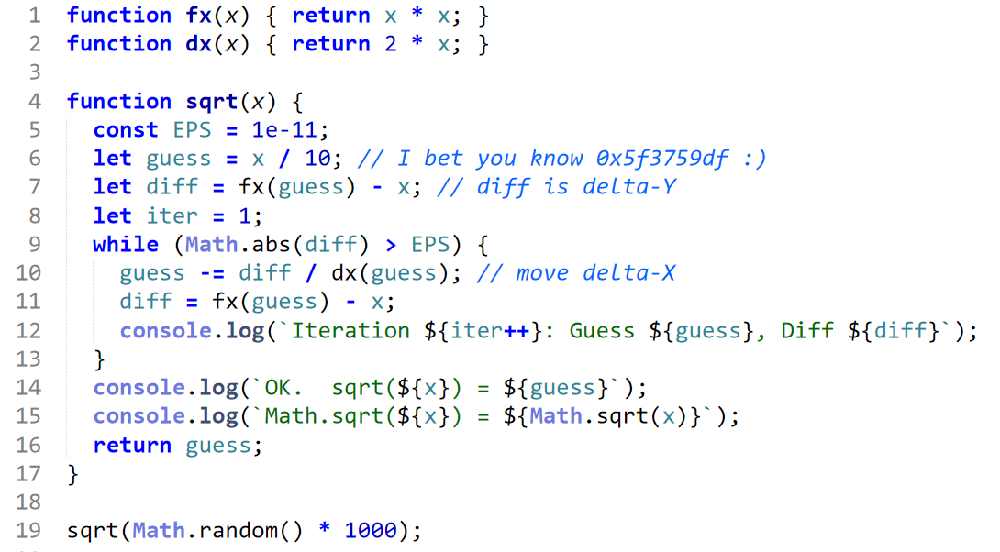 1 function fx(x) { return x * x; }
2 function dx(x) { return 2 * x; }
3
4 function sqrt(x) {
5   const EPS = 1e-11;
6   let guess = x / 10; // I bet you know 0x5f3759df :)
7   let diff = fx(guess) - x; // diff is delta-Y
8   let iter = 1;
9   while (Math.abs(diff) > EPS) {
10     guess -= diff / dx(guess); // move delta-X
11     diff = fx(guess) - x;
12     console.log(`Iteration ${iter++}: Guess ${guess}, Diff ${diff}`);
13   }
14   console.log(`OK.  sqrt(${x}) = ${guess}`);
15   console.log(`Math.sqrt(${x}) = ${Math.sqrt(x)}`);
16   return guess;
17 }
18
19 sqrt(Math.random() * 1000);